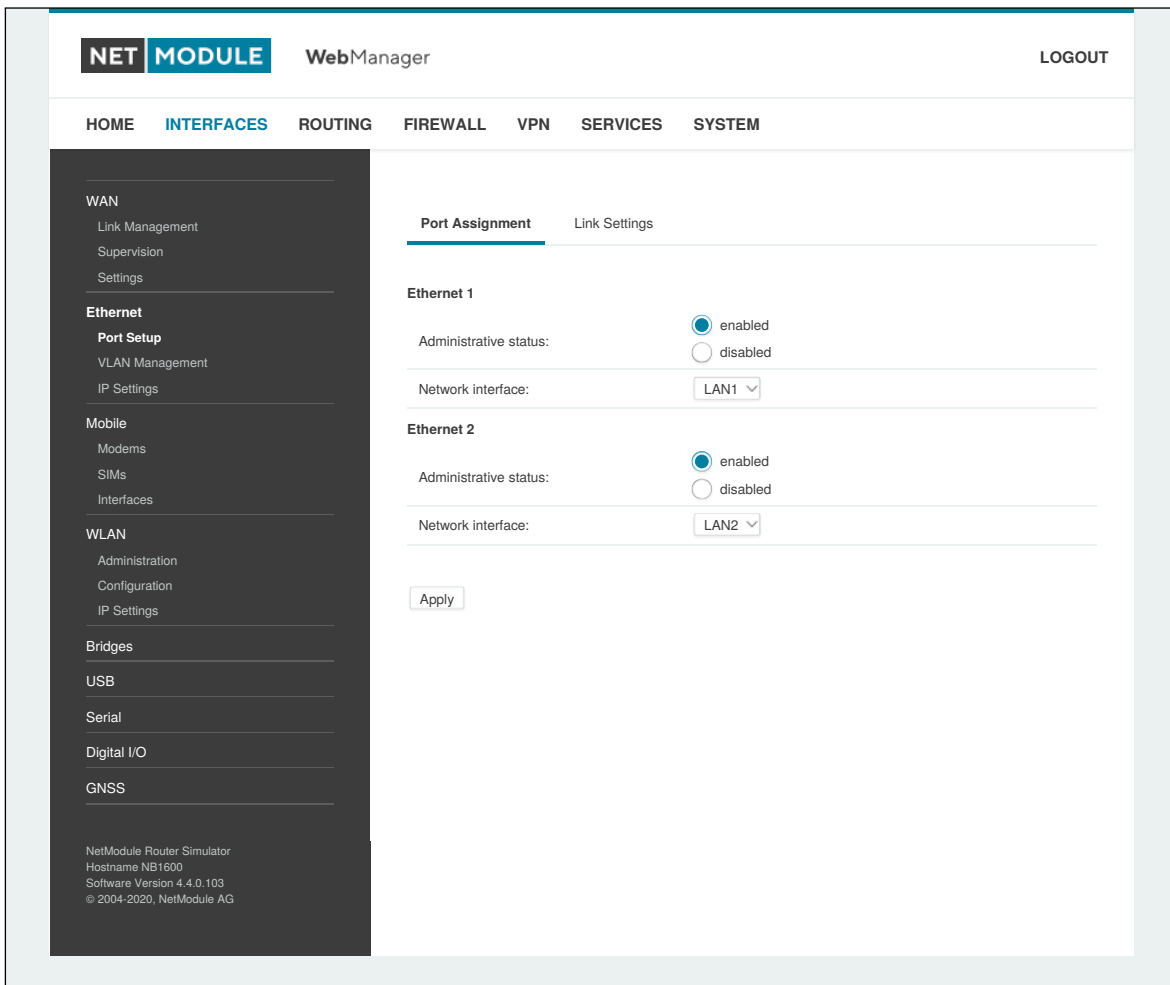 NET MODULE WebManager LOGOUT
HOME INTERFACES ROUTING FIREWALL VPN SERVICES SYSTEM
WAN
Link Management
Supervision
Settings
Ethernet
Port Setup
VLAN Management
IP Settings
Mobile
Modems
SIMs
Interfaces
WLAN
Administration
Configuration
IP Settings
Bridges
USB
Serial
Digital I/O
GNSS
NetModule Router Simulator
Hostname NB1600
Software Version 4.4.0.103
© 2004-2020, NetModule AG
Port Assignment Link Settings
Ethernet 1
Administrative status:
enabled
disabled
Network interface: LAN1
Ethernet 2
Administrative status:
enabled
disabled
Network interface: LAN2
Apply